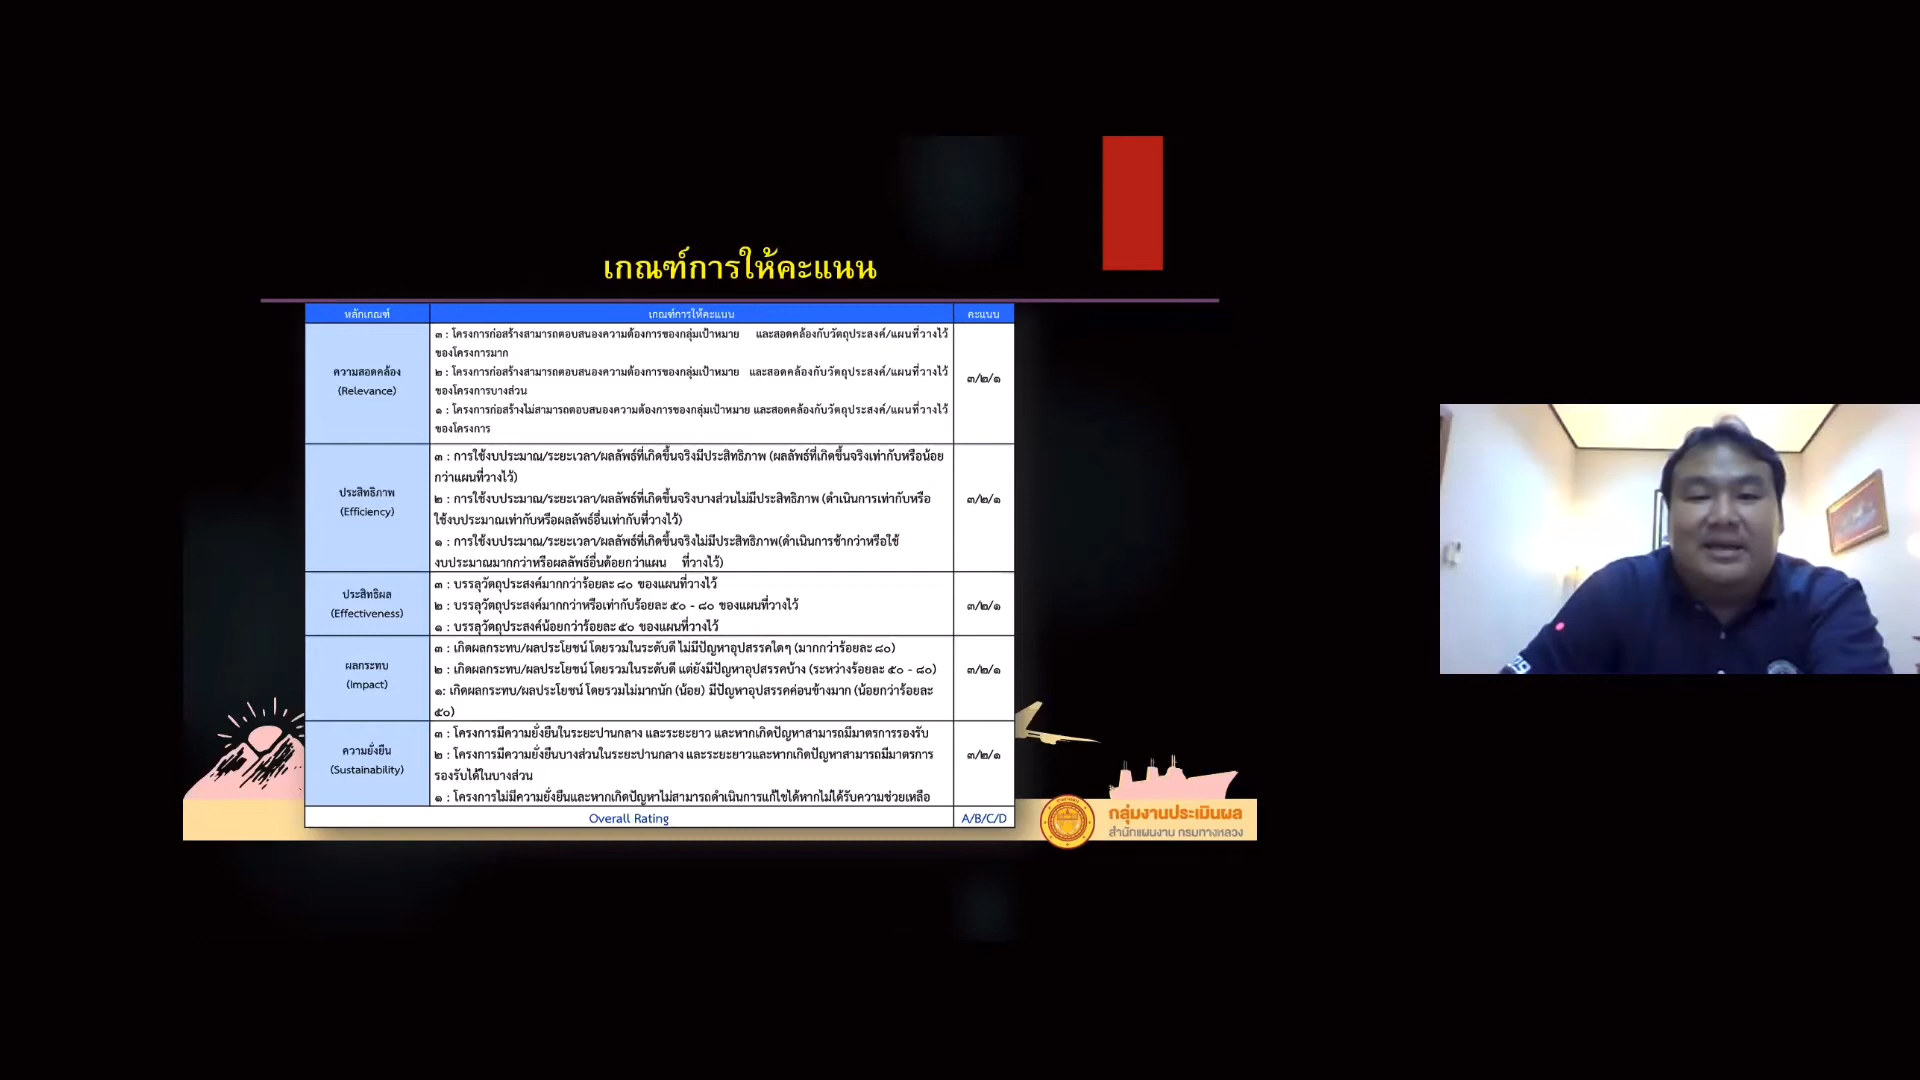 เกณฑ์การให้คะแนน
หลักเกณฑ์ เกณฑ์การให้คะแนน คะแนน
ความสอดคล้อง
(Relevance)
๓ : โครงการก่อสร้างสามารถตอบสนองความต้องการของกลุ่มเป้าหมาย และสอดคล้องกับวัตถุประสงค์/แผนที่วางไว้
ของโครงการมาก
๒ : โครงการก่อสร้างสามารถตอบสนองความต้องการของกลุ่มเป้าหมาย และสอดคล้องกับวัตถุประสงค์/แผนที่วางไว้
ของโครงการบางส่วน
๑ : โครงการก่อสร้างไม่สามารถตอบสนองความต้องการของกลุ่มเป้าหมาย และสอดคล้องกับวัตถุประสงค์/แผนที่วางไว้
ของโครงการ
๓/๒/๑
ประสิทธิภาพ
(Efficiency)
๓ : การใช้งบประมาณ/ระยะเวลา/ผลลัพธ์ที่เกิดขึ้นจริงมีประสิทธิภาพ (ผลลัพธ์ที่เกิดขึ้นจริงเท่ากับหรือน้อย
กว่าแผนที่วางไว้)
๒ : การใช้งบประมาณ/ระยะเวลา/ผลลัพธ์ที่เกิดขึ้นจริงบางส่วนไม่มีประสิทธิภาพ (ดำเนินการเท่ากับหรือ
ใช้งบประมาณเท่ากับหรือผลลัพธ์อื่นเท่ากับที่วางไว้)
๑ : การใช้งบประมาณ/ระยะเวลา/ผลลัพธ์ที่เกิดขึ้นจริงไม่มีประสิทธิภาพ(ดำเนินการช้ากว่าหรือใช้
งบประมาณมากกว่าหรือผลลัพธ์อื่นด้อยกว่าแผน ที่วางไว้)
๓/๒/๑
ประสิทธิผล
(Effectiveness)
๓ : บรรลุวัตถุประสงค์มากกว่าร้อยละ ๘๐ ของแผนที่วางไว้
๒ : บรรลุวัตถุประสงค์มากกว่าหรือเท่ากับร้อยละ ๕๐ - ๘๐ ของแผนที่วางไว้
๑ : บรรลุวัตถุประสงค์น้อยกว่าร้อยละ ๕๐ ของแผนที่วางไว้
๓/๒/๑
ผลกระทบ
(Impact)
๓ : เกิดผลกระทบ/ผลประโยชน์ โดยรวมในระดับดี ไม่มีปัญหาอุปสรรคใดๆ (มากกว่าร้อยละ ๘๐)
๒ : เกิดผลกระทบ/ผลประโยชน์ โดยรวมในระดับดี แต่ยังมีปัญหาอุปสรรคบ้าง (ระหว่างร้อยละ ๕๐ - ๘๐)
๑: เกิดผลกระทบ/ผลประโยชน์ โดยรวมไม่มากนัก (น้อย) มีปัญหาอุปสรรคค่อนข้างมาก (น้อยกว่าร้อยละ
๕๐)
๓/๒/๑
ความยั่งยืน
(Sustainability)
๓ : โครงการมีความยั่งยืนในระยะปานกลาง และระยะยาว และหากเกิดปัญหาสามารถมีมาตรการรองรับ
๒ : โครงการมีความยั่งยืนบางส่วนในระยะปานกลาง และระยะยาวและหากเกิดปัญหาสามารถมีมาตรการ
รองรับได้ในบางส่วน
๑ : โครงการไม่มีความยั่งยืนและหากเกิดปัญหาไม่สามารถดำเนินการแก้ไขได้หากไม่ได้รับความช่วยเหลือ
๓/๒/๑
Overall Rating A/B/C/D
กลุ่มงานประเมินผล
สำนักแผนงาน กรมทางหลวง